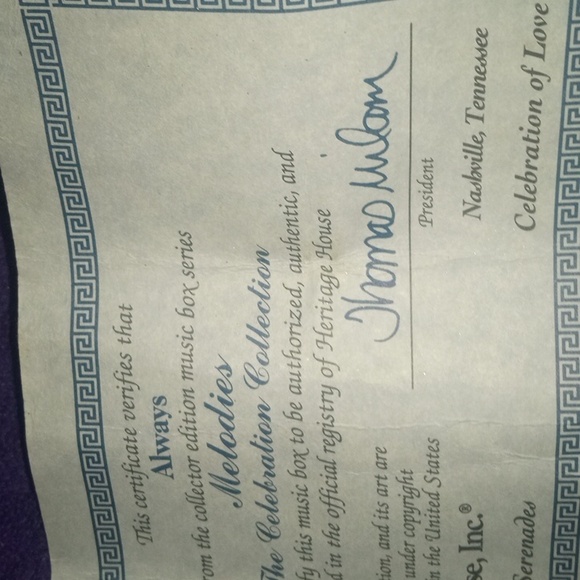 This certificate verifies that
Always
rom the collector edition music box series
Melodies
The Celebration Collection
fy this music box to be authorized, authentic, and
d in the official registry of Heritage House
Thomas Milam
President
tion, and its art are
under copyright
n the United States
se, Inc.®
Nashville, Tennessee
Serenades
Celebration of Love